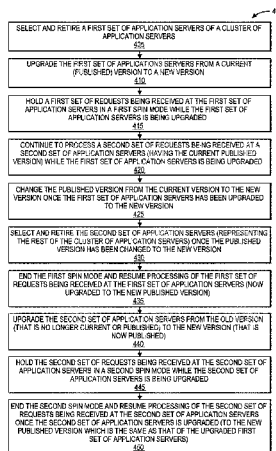 4
SELECT AND RETIRE A FIRST SET OF APPLICATION SERVERS OF A CLUSTER OF
APPLICATION SERVERS
405
UPGRADE THE FIRST SET OF APPLICATIONS SERVERS FROM A CURRENT
(PUBLISHED) VERSION TO A NEW VERSION
410
HOLD A FIRST SET OF REQUESTS BEING RECEIVED AT THE FIRST SET OF
APPLICATION SERVERS IN A FIRST SPIN MODE WHILE THE FIRST SET OF
APPLICATION SERVERS IS BEING UPGRADED
415
CONTINUE TO PROCESS A SECOND SET OF REQUESTS BEING RECEIVED AT A
SECOND SET OF APPLICATION SERVERS (HAVING THE CURRENT PUBLISHED
VERSION) WHILE THE FIRST SET OF APPLICATION SERVERS IS BEING UPGRADED
420
CHANGE THE PUBLISHED VERSION FROM THE CURRENT VERSION TO THE NEW
VERSION ONCE THE FIRST SET OF APPLICATION SERVERS HAS BEEN UPGRADED
TO THE NEW VERSION
425
SELECT AND RETIRE THE SECOND SET OF APPLICATION SERVERS (REPRESENTING
THE REST OF THE CLUSTER OF APPLICATION SERVERS) ONCE THE PUBLISHED
VERSION HAS BEEN CHANGED TO THE NEW VERSION
430
END THE FIRST SPIN MODE AND RESUME PROCESSING OF THE FIRST SET OF
REQUESTS BEING RECEIVED AT THE FIRST SET OF APPLICATION SERVERS (NOW
UPGRADED TO THE NEW PUBLISHED VERSION)
435
UPGRADE THE SECOND SET OF APPLICATION SERVERS FROM THE OLD VERSION
(THAT IS NO LONGER CURRENT OR PUBLISHED) TO THE NEW VERSION (THAT IS
NOW PUBLISHED)
440
HOLD THE SECOND SET OF REQUESTS BEING RECEIVED AT THE SECOND SET OF
APPLICATION SERVERS IN A SECOND SPIN MODE WHILE THE SECOND SET OF
APPLICATION SERVERS IS BEING UPGRADED
445
END THE SECOND SPIN MODE AND RESUME PROCESSING OF THE SECOND SET OF
REQUESTS BEING RECEIVED AT THE SECOND SET OF APPLICATION SERVERS
ONCE THE SECOND SET OF APPLICATION SERVERS IS UPGRADED (TO THE NEW
PUBLISHED VERSION WHICH IS THE SAME AS THAT OF THE UPGRADED FIRST
SET OF APPLICATION SERVERS)
450